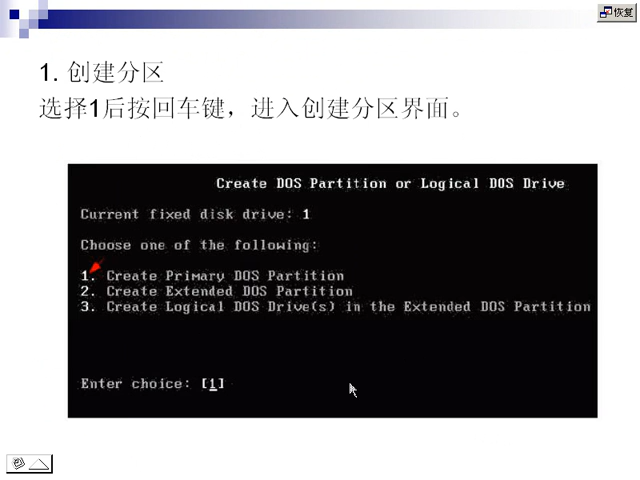 恢复
1. 创建分区
选择1后按回车键，进入创建分区界面。
Create DOS Partition or Logical DOS Drive
Current fixed disk drive: 1
Choose one of the following:
1. Create Primary DOS Partition
2. Create Extended DOS Partition
3. Create Logical DOS Drive(s) in the Extended DOS Partition
Enter choice: [1]